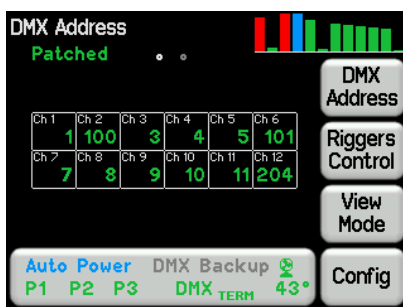 DMX Address
Patched
DMX
Address
Ch 1 Ch 2 Ch 3 Ch 4 Ch 5 Ch 6
1 100 3 4 5 101
Ch 7 Ch 8 Ch 9 Ch 10 Ch 11 Ch 12
7 8 9 10 11 204
Riggers
Control
View
Mode
Auto Power DMX Backup
P1 P2 P3 DMX TERM 43°
Config